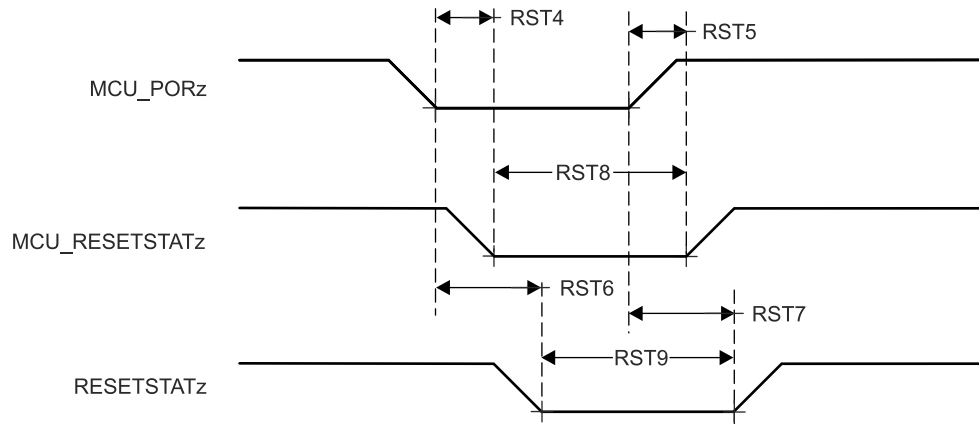 RST4
RST5
MCU_PORz
RST8
MCU_RESETSTATz
RST6
RST7
RST9
RESETSTATz